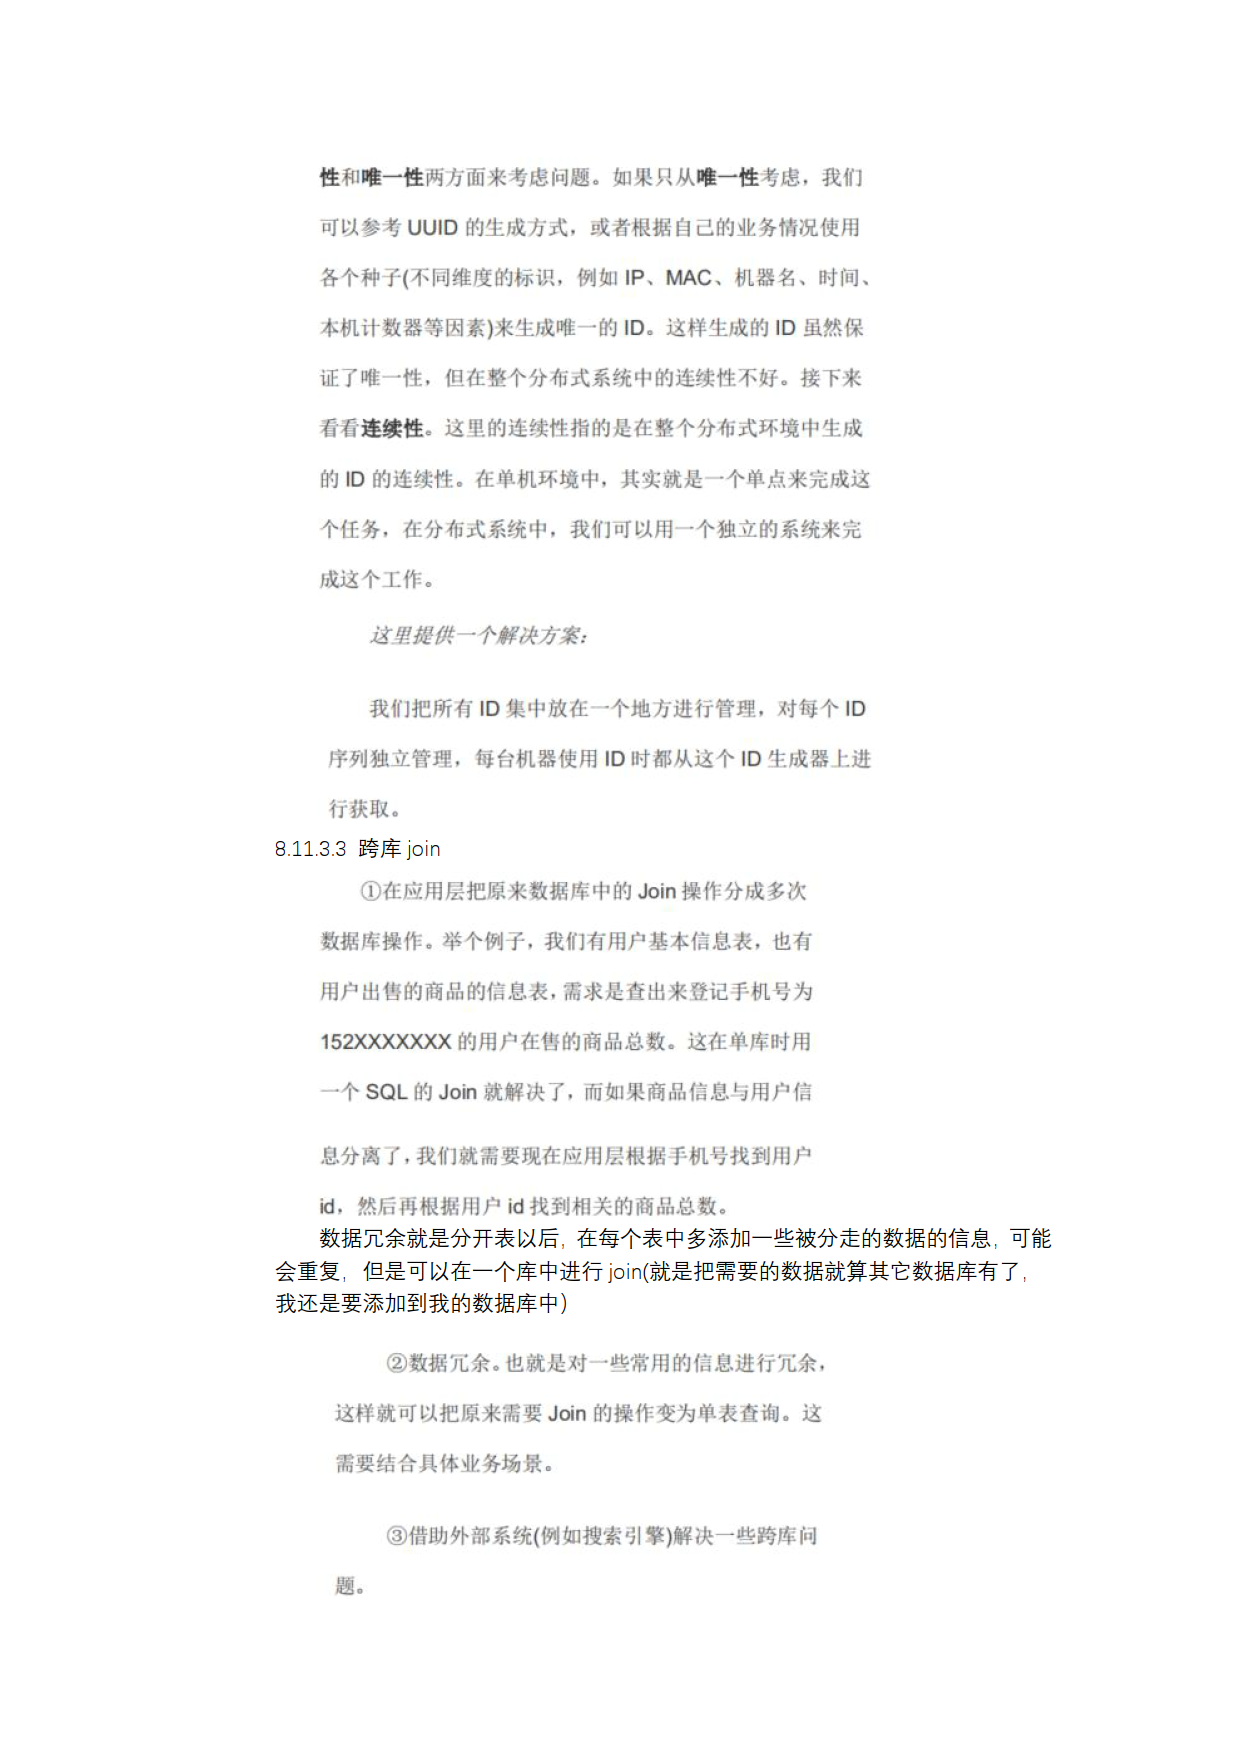 性和唯一性两方面来考虑问题。如果只从唯一性考虑，我们
可以参考 UUID 的生成方式，或者根据自己的业务情况使用
各个种子(不同维度的标识，例如 IP、MAC、机器名、时间、
本机计数器等因素)来生成唯一的 ID。这样生成的 ID 虽然保
证了唯一性，但在整个分布式系统中的连续性不好。接下来
看看连续性。这里的连续性指的是在整个分布式环境中生成
的 ID 的连续性。在单机环境中，其实就是一个单点来完成这
个任务，在分布式系统中，我们可以用一个独立的系统来完
成这个工作。
这里提供一个解决方案：
我们把所有 ID 集中放在一个地方进行管理，对每个 ID
序列独立管理，每台机器使用 ID 时都从这个 ID 生成器上进
行获取。
8.11.3.3 跨库 join
①在应用层把原来数据库中的 Join 操作分成多次
数据库操作。举个例子，我们有用户基本信息表，也有
用户出售的商品的信息表，需求是查出来登记手机号为
152XXXXXXX 的用户在售的商品总数。这在单库时用
一个 SQL 的 Join 就解决了，而如果商品信息与用户信
息分离了，我们就需要现在应用层根据手机号找到用户
id，然后再根据用户 id 找到相关的商品总数。
数据冗余就是分开表以后，在每个表中多添加一些被分走的数据的信息，可能
会重复，但是可以在一个库中进行 join(就是把需要的数据就算其它数据库有了，
我还是要添加到我的数据库中）
②数据冗余。也就是对一些常用的信息进行冗余，
这样就可以把原来需要 Join 的操作变为单表查询。这
需要结合具体业务场景。
③借助外部系统(例如搜索引擎)解决一些跨库问
题。